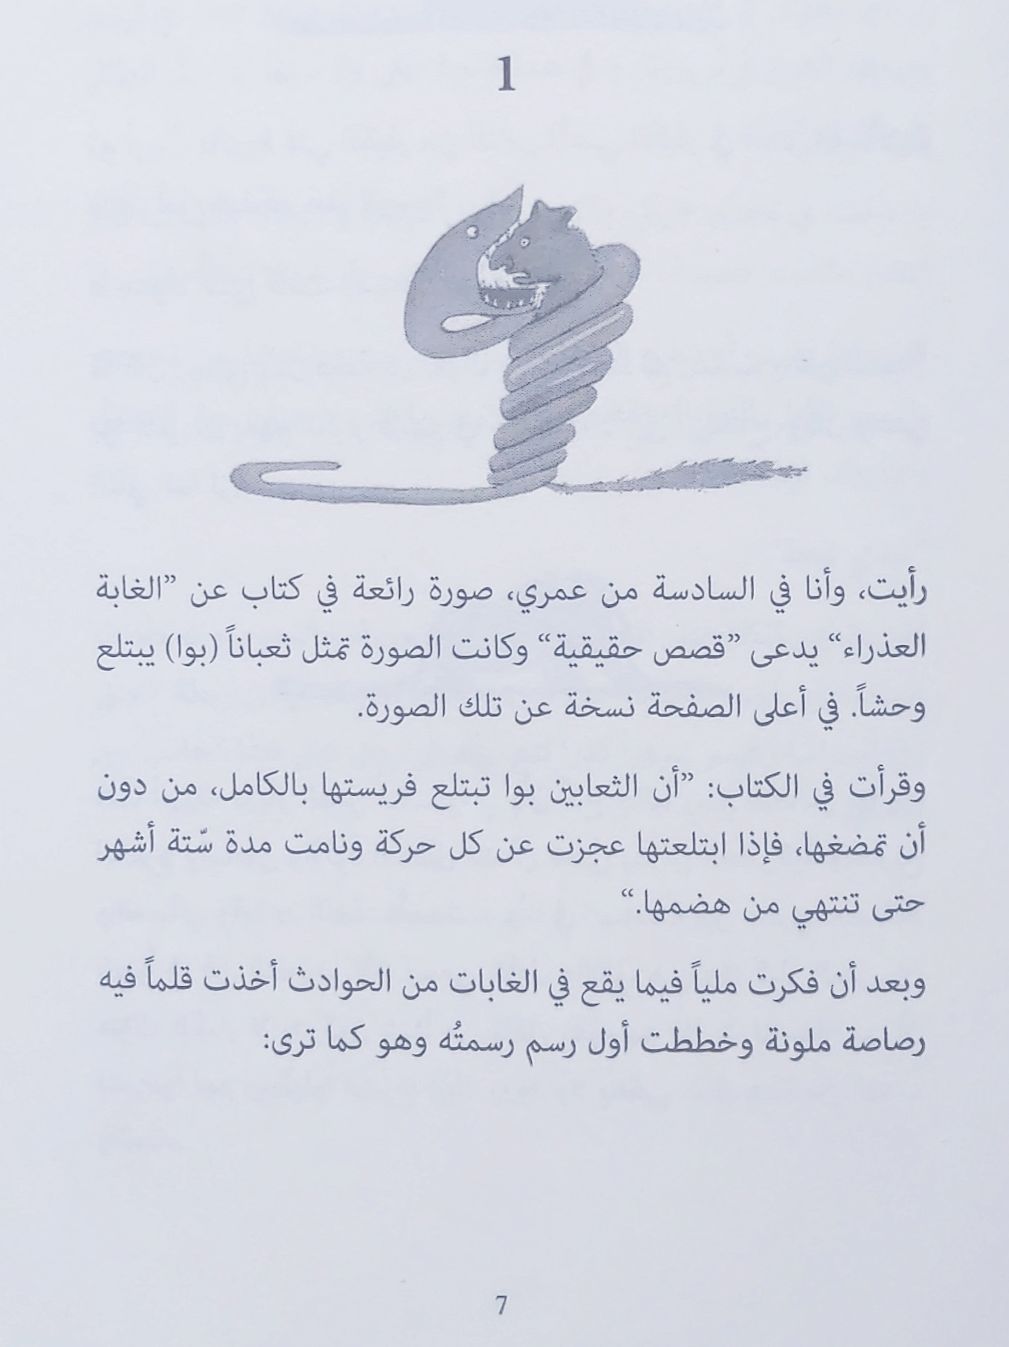 1
رأيت، وأنا في السادسة من عمري، صورة رائعة في كتاب عن ”الغابة
العذراء“ يدعى ”قصص حقيقية“ وكانت الصورة تمثل ثعباناً (بوا) يبتلع
وحشاً. في أعلى الصفحة نسخة عن تلك الصورة.
وقرأت في الكتاب: ”أن الثعابين بوا تبتلع فريستها بالكامل، من دون
أن تمضغها، فإذا ابتلعتها عجزت عن كل حركة ونامت مدة سّتة أشهر
حتى تنتهي من هضمها.“
وبعد أن فكرت ملياً فيما يقع في الغابات من الحوادث أخذت قلماً فيه
رصاصة ملونة وخططت أول رسم رسمتُه وهو كما ترى:
7